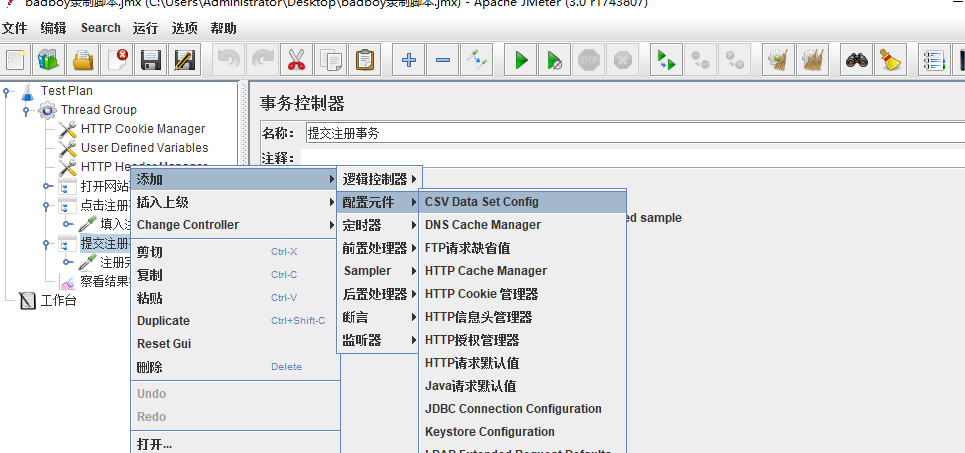 badboy录制脚本.jmx (C:\Users\Administrator\Desktop\badboy录制脚本.jmx) - Apache JMeter (3.0 r1743807)
文件 编辑 Search 运行 选项 帮助
STOP
Test Plan
Thread Group
HTTP Cookie Manager
User Defined Variables
HTTP Header Manager
打开网站
点击注册
填入
提交注册
注册
察看结果
工作台
事务控制器
名称： 提交注册事务
注释：
ed sample
添加
插入上级
Change Controller
剪切 Ctrl-X
复制 Ctrl-C
粘贴 Ctrl-V
Duplicate Ctrl+Shift-C
Reset Gui
删除 Delete
Undo
Redo
打开...
逻辑控制器
配置元件
定时器
前置处理器
Sampler
后置处理器
断言
监听器
CSV Data Set Config
DNS Cache Manager
FTP请求缺省值
HTTP Cache Manager
HTTP Cookie 管理器
HTTP信息头管理器
HTTP授权管理器
HTTP请求默认值
Java请求默认值
JDBC Connection Configuration
Keystore Configuration
LDAP Extended Request Defaults